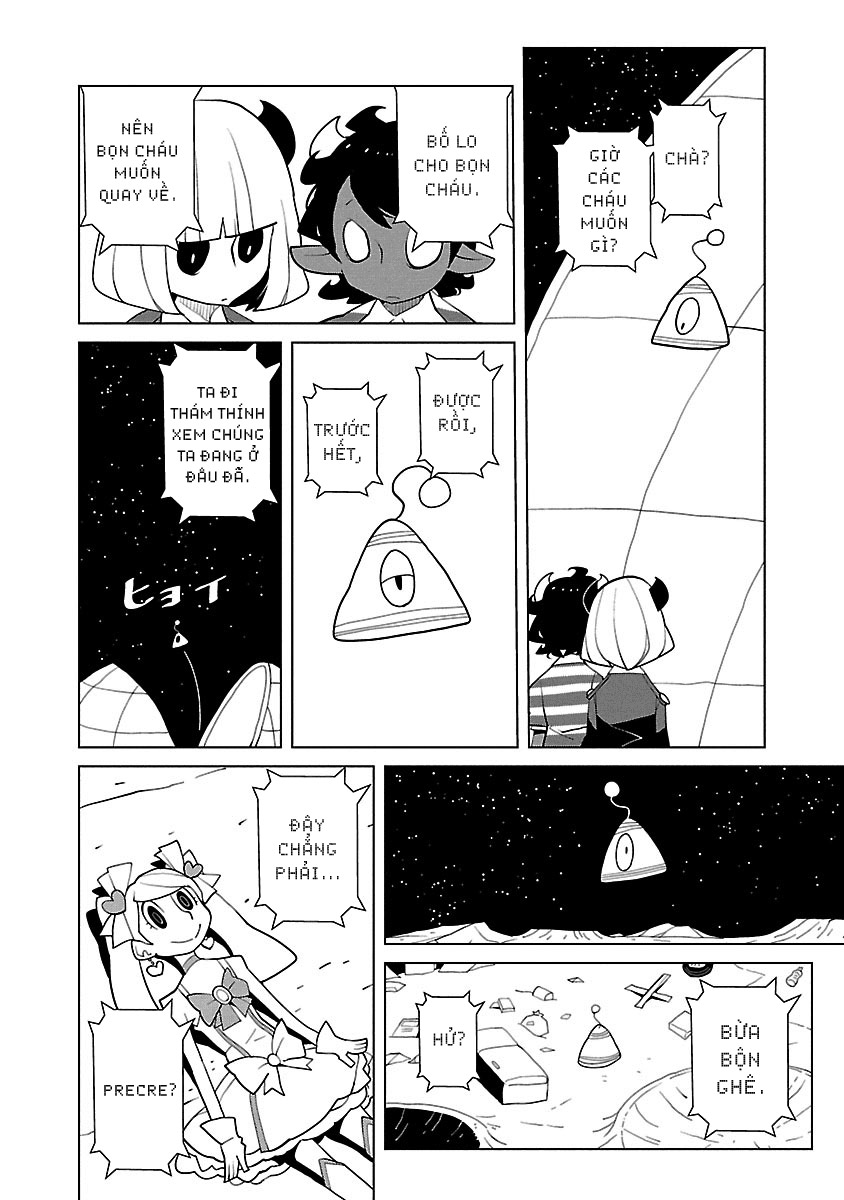 CHÀ?
GIỜ
CÁC
CHÁU
MUỐN
GÌ?
BỐ LO
CHO BỌN
CHÁU.
NÊN
BỌN CHÁU
MUỐN
QUAY VỀ.
ĐƯỢC
RỒI,
TRƯỚC
HẾT,
TA ĐI
THÁM THÍNH
XEM CHÚNG
TA ĐANG Ở
ĐÂU ĐÃ.
ヒョイ
BỪA
BỘN
GHÊ.
HỬ?
ĐÂY
CHẲNG
PHẢI...
PRECRE?